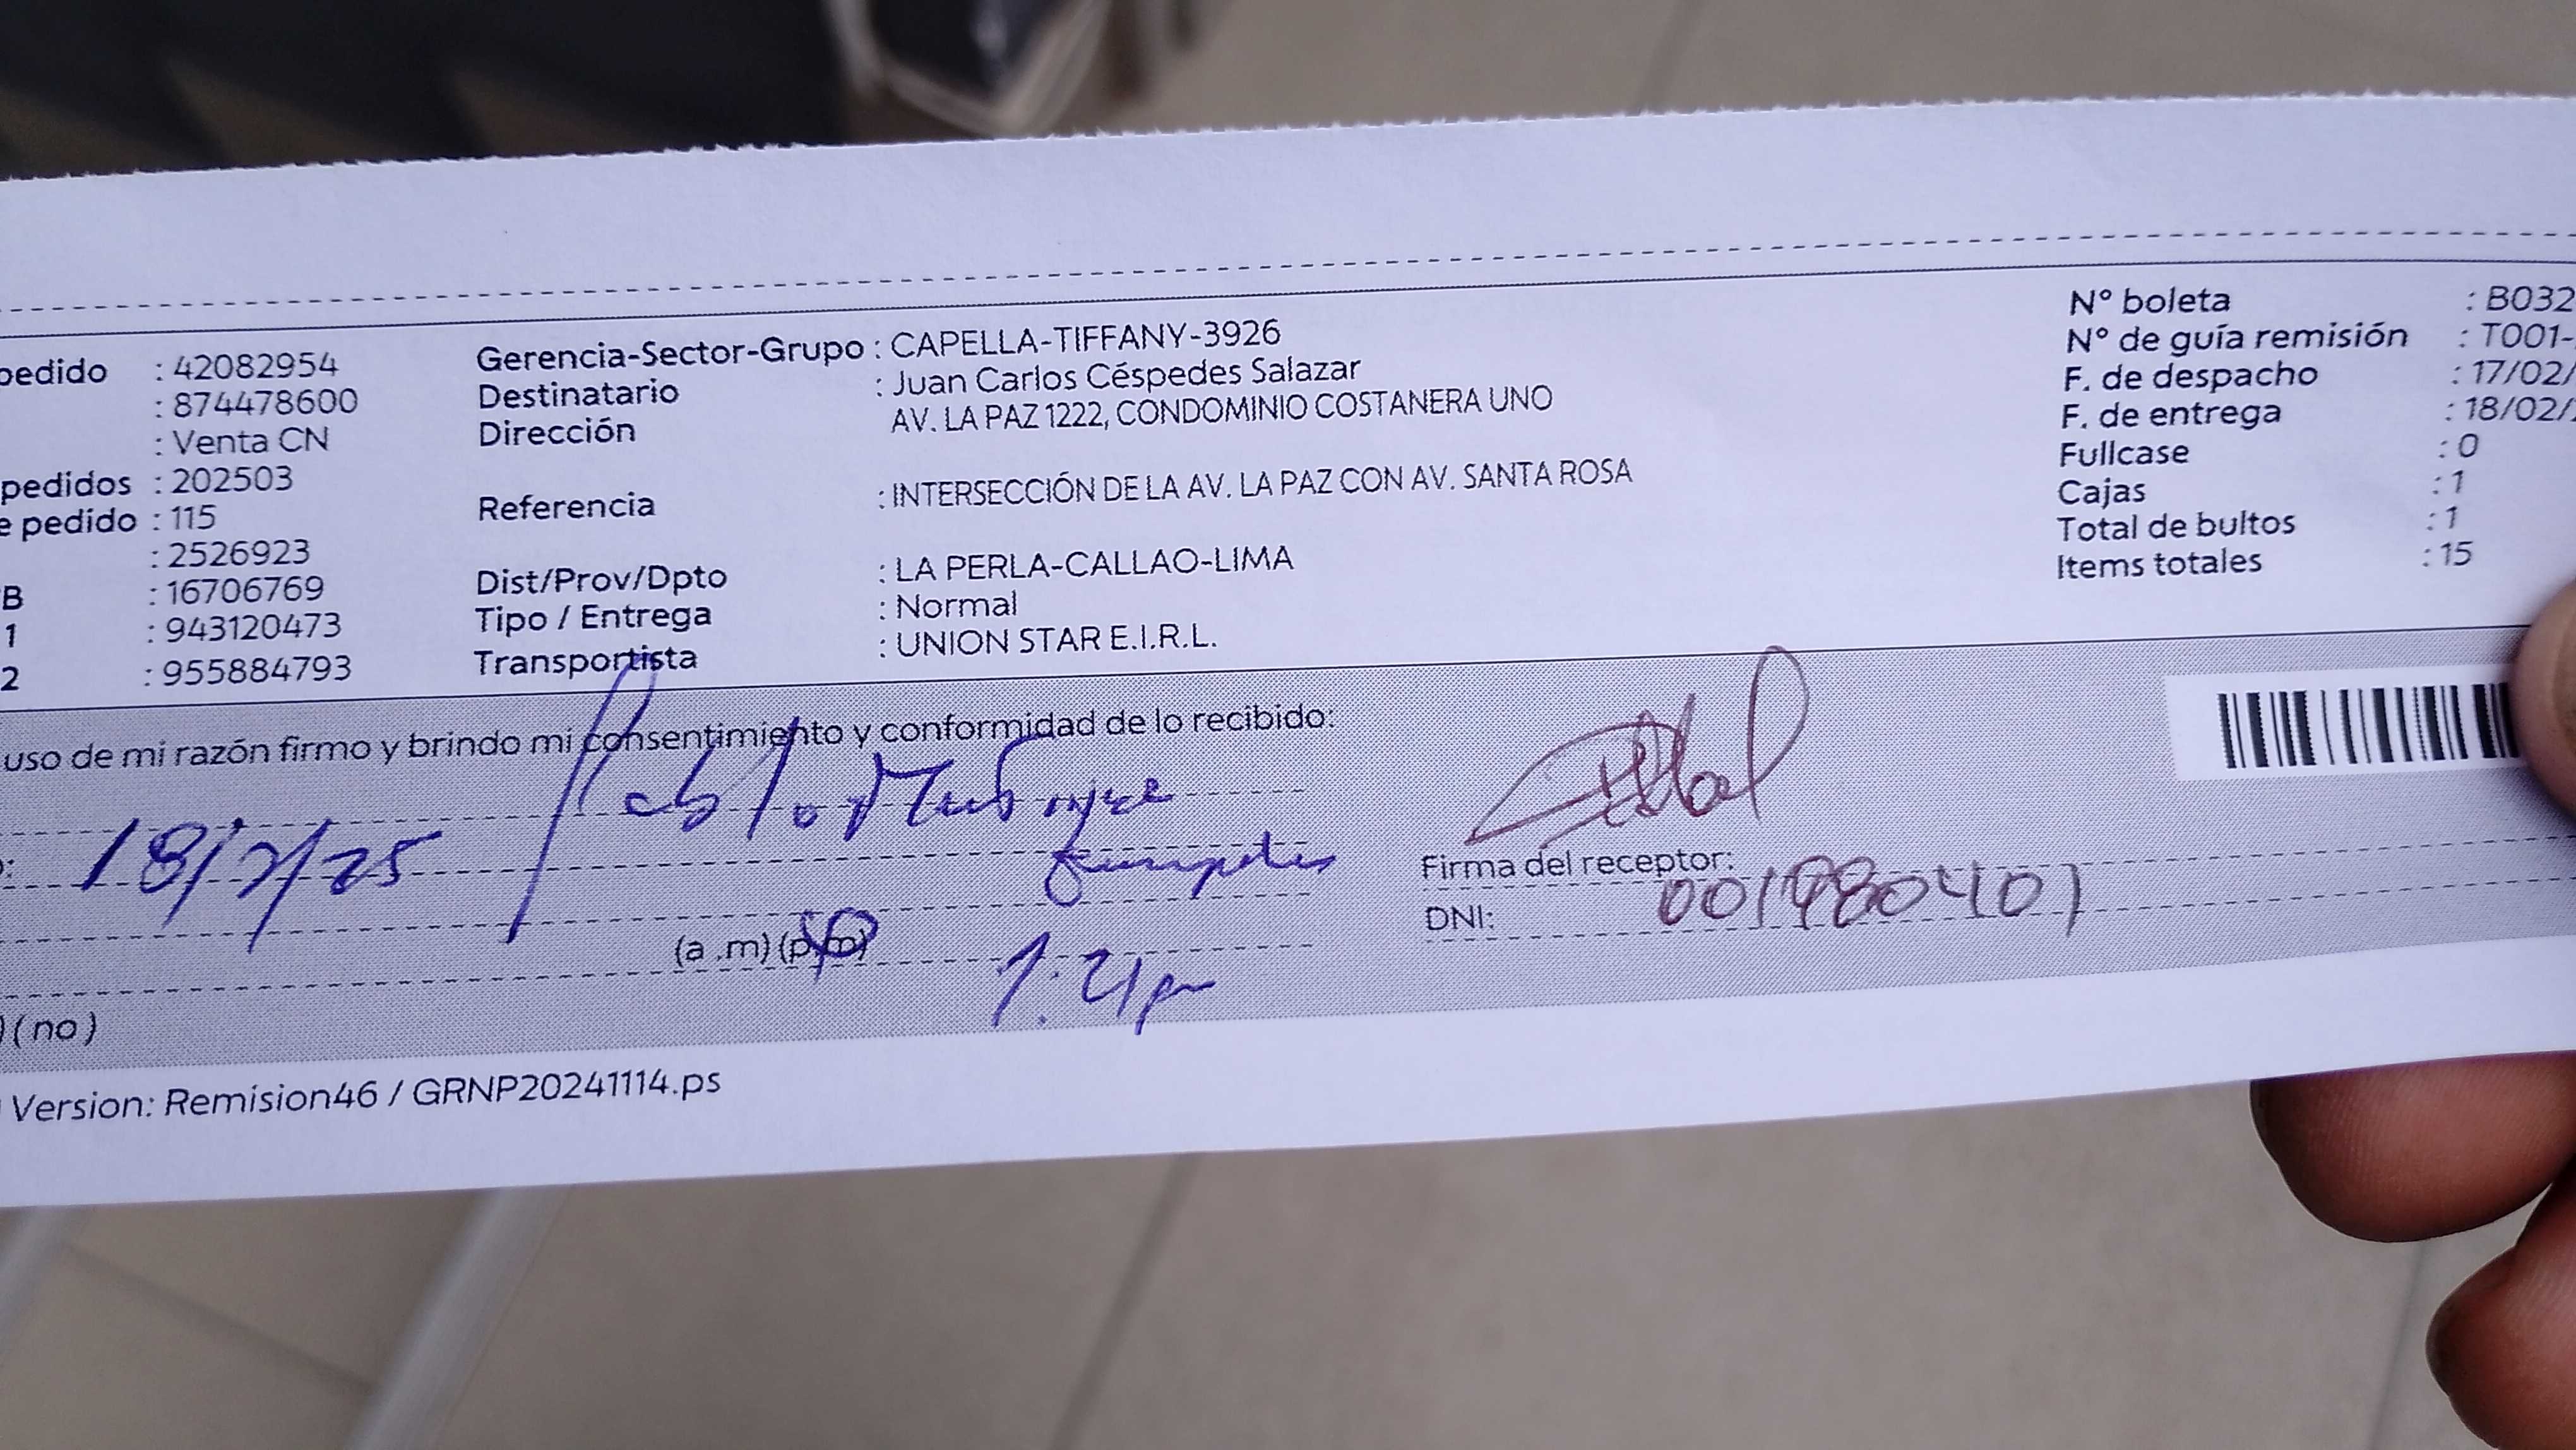 pedido : 42082954
: 874478600
: Venta CN
pedidos : 202503
e pedido : 115
: 2526923
B : 16706769
1 : 943120473
2 : 955884793
Gerencia-Sector-Grupo : CAPELLA-TIFFANY-3926
Destinatario : Juan Carlos Céspedes Salazar
Dirección AV. LA PAZ 1222, CONDOMINIO COSTANERA UNO
Referencia : INTERSECCIÓN DE LA AV. LA PAZ CON AV. SANTA ROSA
Dist/Prov/Dpto : LA PERLA-CALLAO-LIMA
Tipo / Entrega : Normal
Transportista : UNION STAR E.I.R.L.
N° boleta : B032
N° de guía remisión : T001-
F. de despacho : 17/02/
F. de entrega : 18/02/
Fullcase : 0
Cajas : 1
Total de bultos : 1
Items totales : 15
uso de mi razón firmo y brindo mi consentimiento y conformidad de lo recibido:
18/2/25
(a .m) (p.m)
Firma del receptor:
DNI: 001980407
) ( no )
Version: Remision46 / GRNP20241114.ps